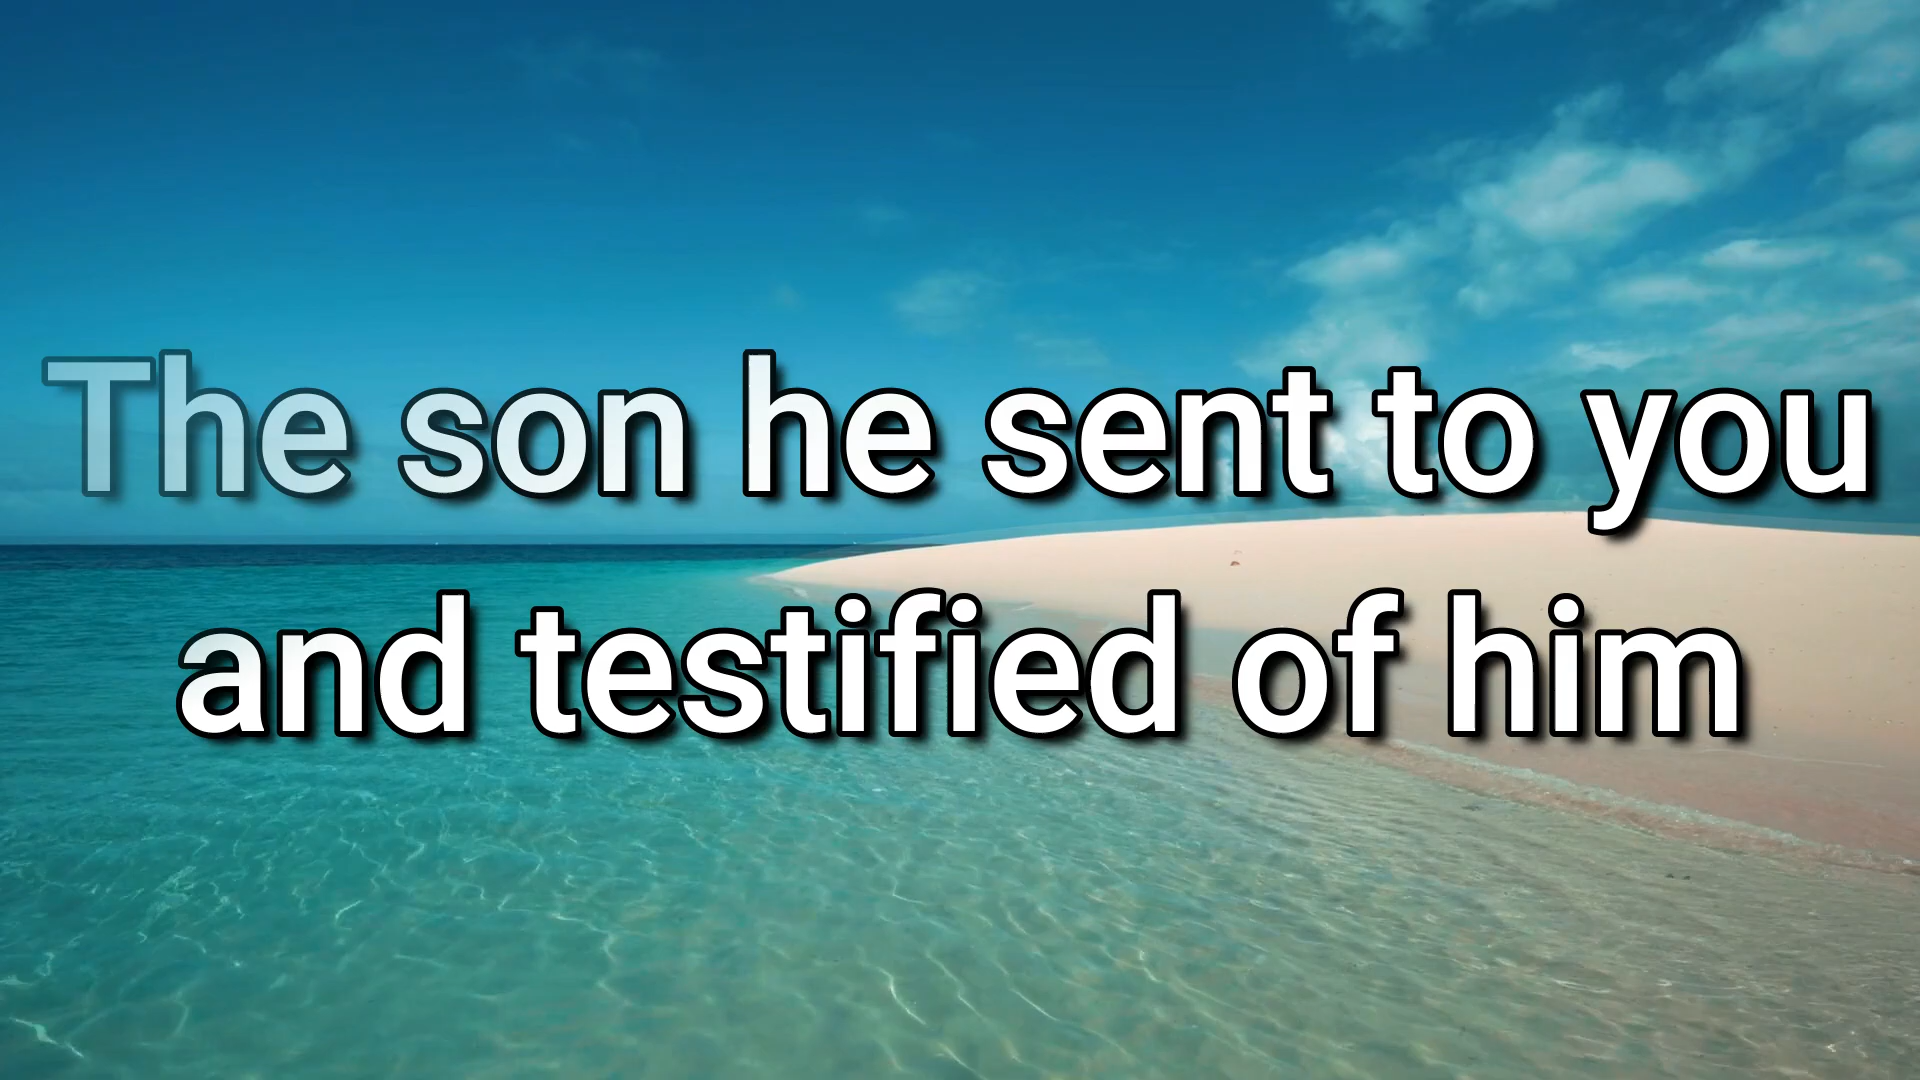 The son he sent to you
and testified of him